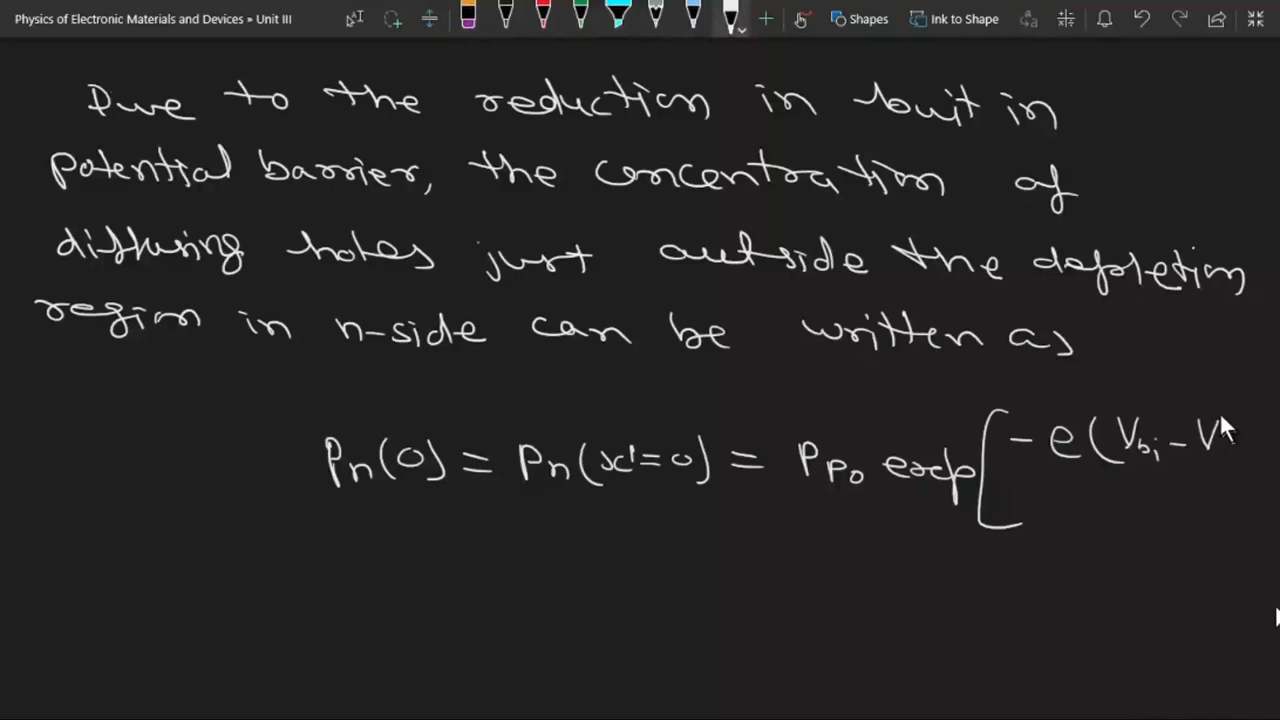 Physics of Electronic Materials and Devices » Unit III
Shapes
Ink to Shape
Due to the reduction in buit in
potential barrier, the concentration of
diffusing holes just outside the depletion
region in n-side can be written as
Pn(0) = Pn(x'=0) = Ppo exp[-e(Vbi - V